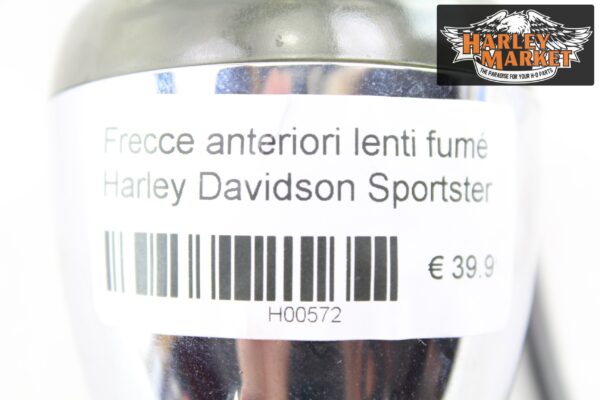 HARLEY
MARKET
THE PARADISE FOR YOUR H-D PARTS
Frecce anteriori lenti fumé
Harley Davidson Sportster
€ 39.9
H00572